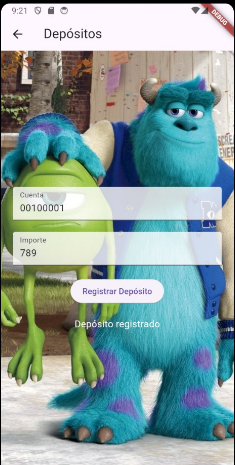 9:21
DEBUG
Depósitos
Cuenta
00100001
Importe
789
Registrar Depósito
Depósito registrado